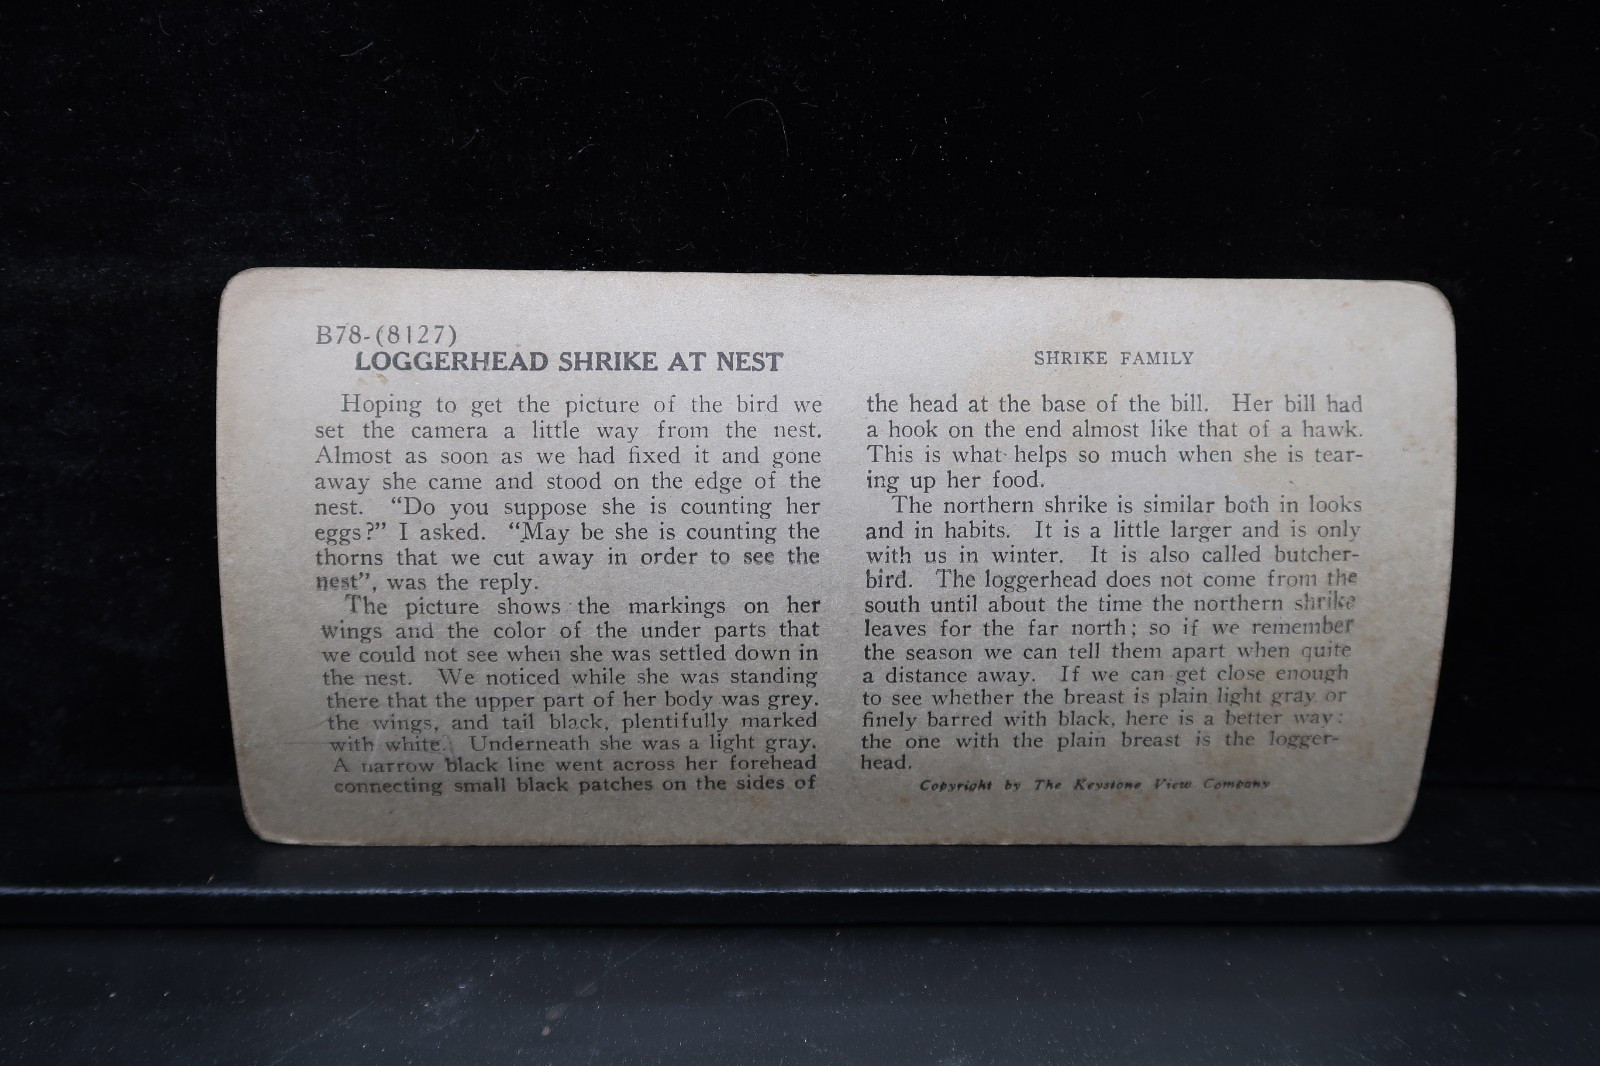 B78-(8127)
LOGGERHEAD SHRIKE AT NEST
Hoping to get the picture of the bird we
set the camera a little way from the nest.
Almost as soon as we had fixed it and gone
away she came and stood on the edge of the
nest. “Do you suppose she is counting her
eggs?” I asked. “May be she is counting the
thorns that we cut away in order to see the
nest”, was the reply.
The picture shows the markings on her
wings and the color of the under parts that
we could not see when she was settled down in
the nest. We noticed while she was standing
there that the upper part of her body was grey.
the wings, and tail black, plentifully marked
with white. Underneath she was a light gray.
A narrow black line went across her forehead
connecting small black patches on the sides of
SHRIKE FAMILY
the head at the base of the bill. Her bill had
a hook on the end almost like that of a hawk.
This is what helps so much when she is tear-
ing up her food.
The northern shrike is similar both in looks
and in habits. It is a little larger and is only
with us in winter. It is also called butcher-
bird. The loggerhead does not come from the
south until about the time the northern shrike
leaves for the far north; so if we remember
the season we can tell them apart when quite
a distance away. If we can get close enough
to see whether the breast is plain light gray or
finely barred with black, here is a better way:
the one with the plain breast is the logger-
head.
Copyright by The Keystone View Company